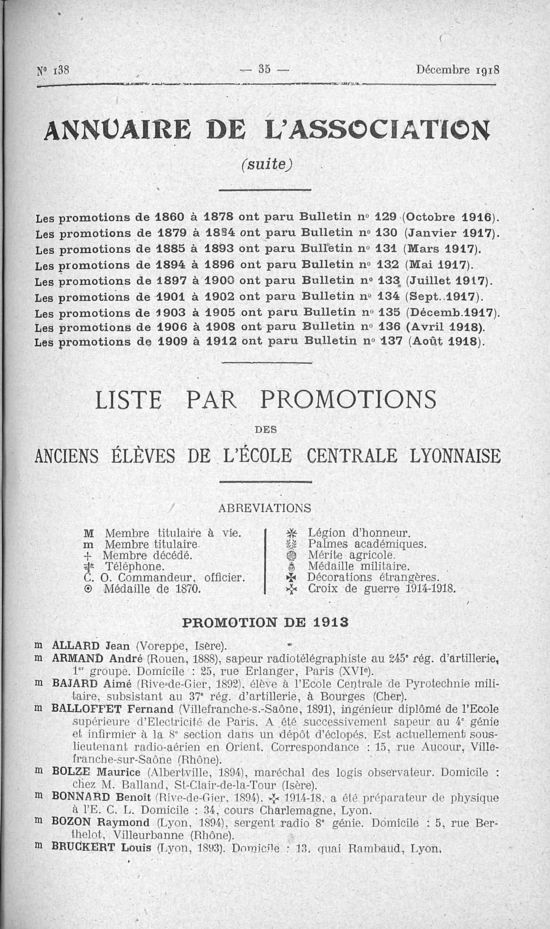 N° 138 — 35 — Décembre 1918
ANNUAIRE DE L'ASSOCIATION
(suite)
Les promotions de 1860 à 1878 ont paru Bulletin n° 129 (Octobre 1916).
Les promotions de 1879 à 1884 ont paru Bulletin n° 130 (Janvier 1917).
Les promotions de 1885 à 1893 ont paru Bulletin n° 131 (Mars 1917).
Les promotions de 1894 à 1896 ont paru Bulletin n° 132 (Mai 1917).
Les promotions de 1897 à 1900 ont paru Bulletin n° 133 (Juillet 1917).
Les promotions de 1901 à 1902 ont paru Bulletin n° 134 (Sept. 1917).
Les promotions de 1903 à 1905 ont paru Bulletin n° 135 (Décemb. 1917).
Les promotions de 1906 à 1908 ont paru Bulletin n° 136 (Avril 1918).
Les promotions de 1909 à 1912 ont paru Bulletin n° 137 (Août 1918).
LISTE PAR PROMOTIONS
DES
ANCIENS ÉLÈVES DE L'ÉCOLE CENTRALE LYONNAISE
ABREVIATIONS
M Membre titulaire à vie.
m Membre titulaire.
+ Membre décédé.
Téléphone.
C. O. Commandeur, officier.
Médaille de 1870.
Légion d'honneur.
Palmes académiques.
Mérite agricole.
Médaille militaire.
Décorations étrangères.
Croix de guerre 1914-1918.
PROMOTION DE 1913
m ALLARD Jean (Voreppe, Isère).
m ARMAND André (Rouen, 1888), sapeur radiotélégraphiste au 245e rég. d'artillerie,
1er groupe. Domicile : 25, rue Erlanger, Paris (XVIe).
m BAJARD Aimé (Rive-de-Gier, 1892), élève à l'Ecole Centrale de Pyrotechnie mili-
taire, subsistant au 37e rég. d'artillerie, à Bourges (Cher).
m BALLOFFET Fernand (Villefranche-s.-Saône, 1891), ingénieur diplômé de l'Ecole
supérieure d'Electricité de Paris. A été successivement sapeur au 4e génie
et infirmier à la 8e section dans un dépôt d'éclopés. Est actuellement sous-
lieutenant radio-aérien en Orient. Correspondance : 15, rue Aucour, Ville-
franche-sur-Saône (Rhône).
m BOLZE Maurice (Albertville, 1894), maréchal des logis observateur. Domicile :
chez M. Balland, St-Clair-de-la-Tour (Isère).
m BONNARD Benoît (Rive-de-Gier, 1894), 1914-18, a été préparateur de physique
à l'E. C. L. Domicile : 34, cours Charlemagne, Lyon.
m BOZON Raymond (Lyon, 1894), sergent radio 8e génie. Domicile : 5, rue Ber-
thelot, Villeurbanne (Rhône).
m BRUCKERT Louis (Lyon, 1893). Domicile : 13, quai Rambaud, Lyon.